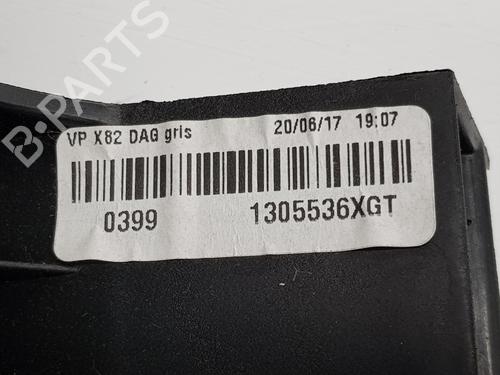 VP X82 DAG gris 20/06/17 19:07
0399 1305536XGT
B-PARTS